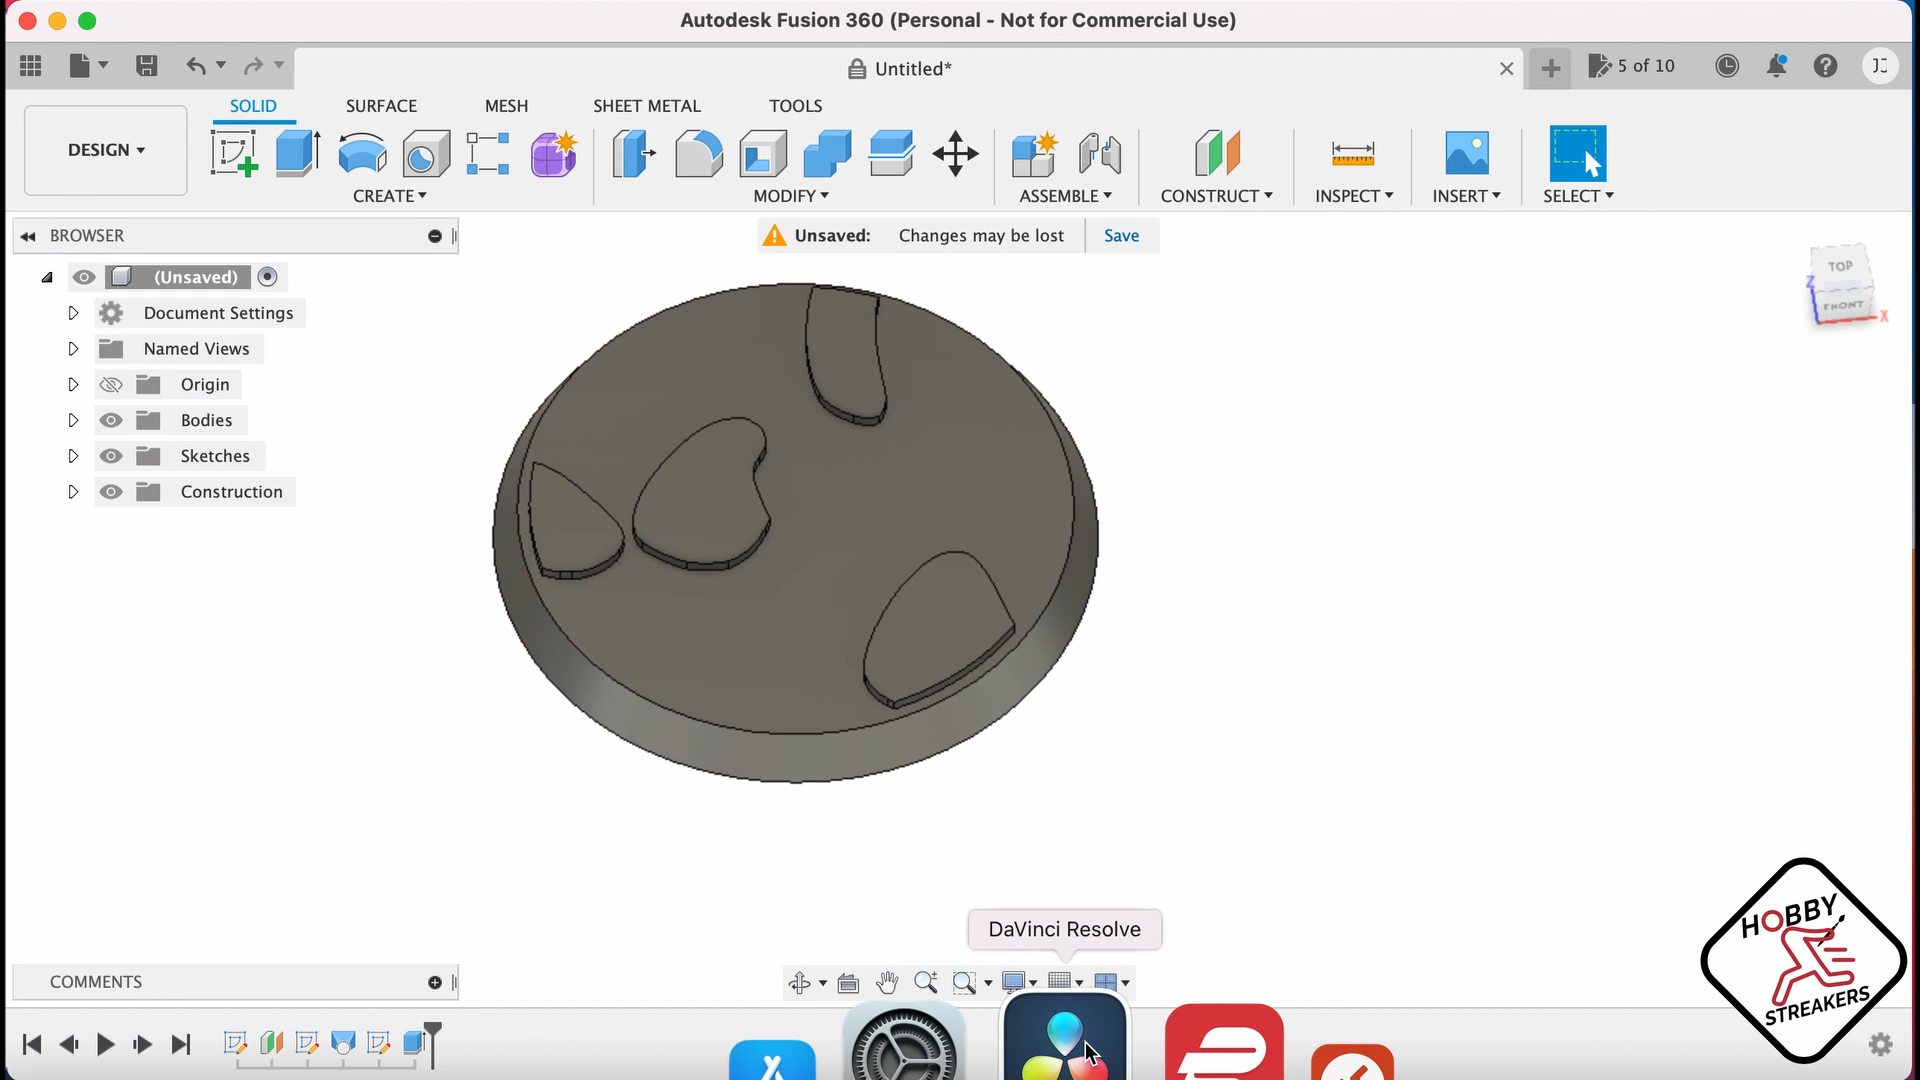 Autodesk Fusion 360 (Personal - Not for Commercial Use)
Untitled*
5 of 10
JC
DESIGN
SOLID
SURFACE
MESH
SHEET METAL
TOOLS
CREATE
MODIFY
ASSEMBLE
CONSTRUCT
INSPECT
INSERT
SELECT
BROWSER
Unsaved: Changes may be lost
Save
(Unsaved)
Document Settings
Named Views
Origin
Bodies
Sketches
Construction
TOP
FRONT
Z
X
DaVinci Resolve
COMMENTS
HOBBY
STREAKERS